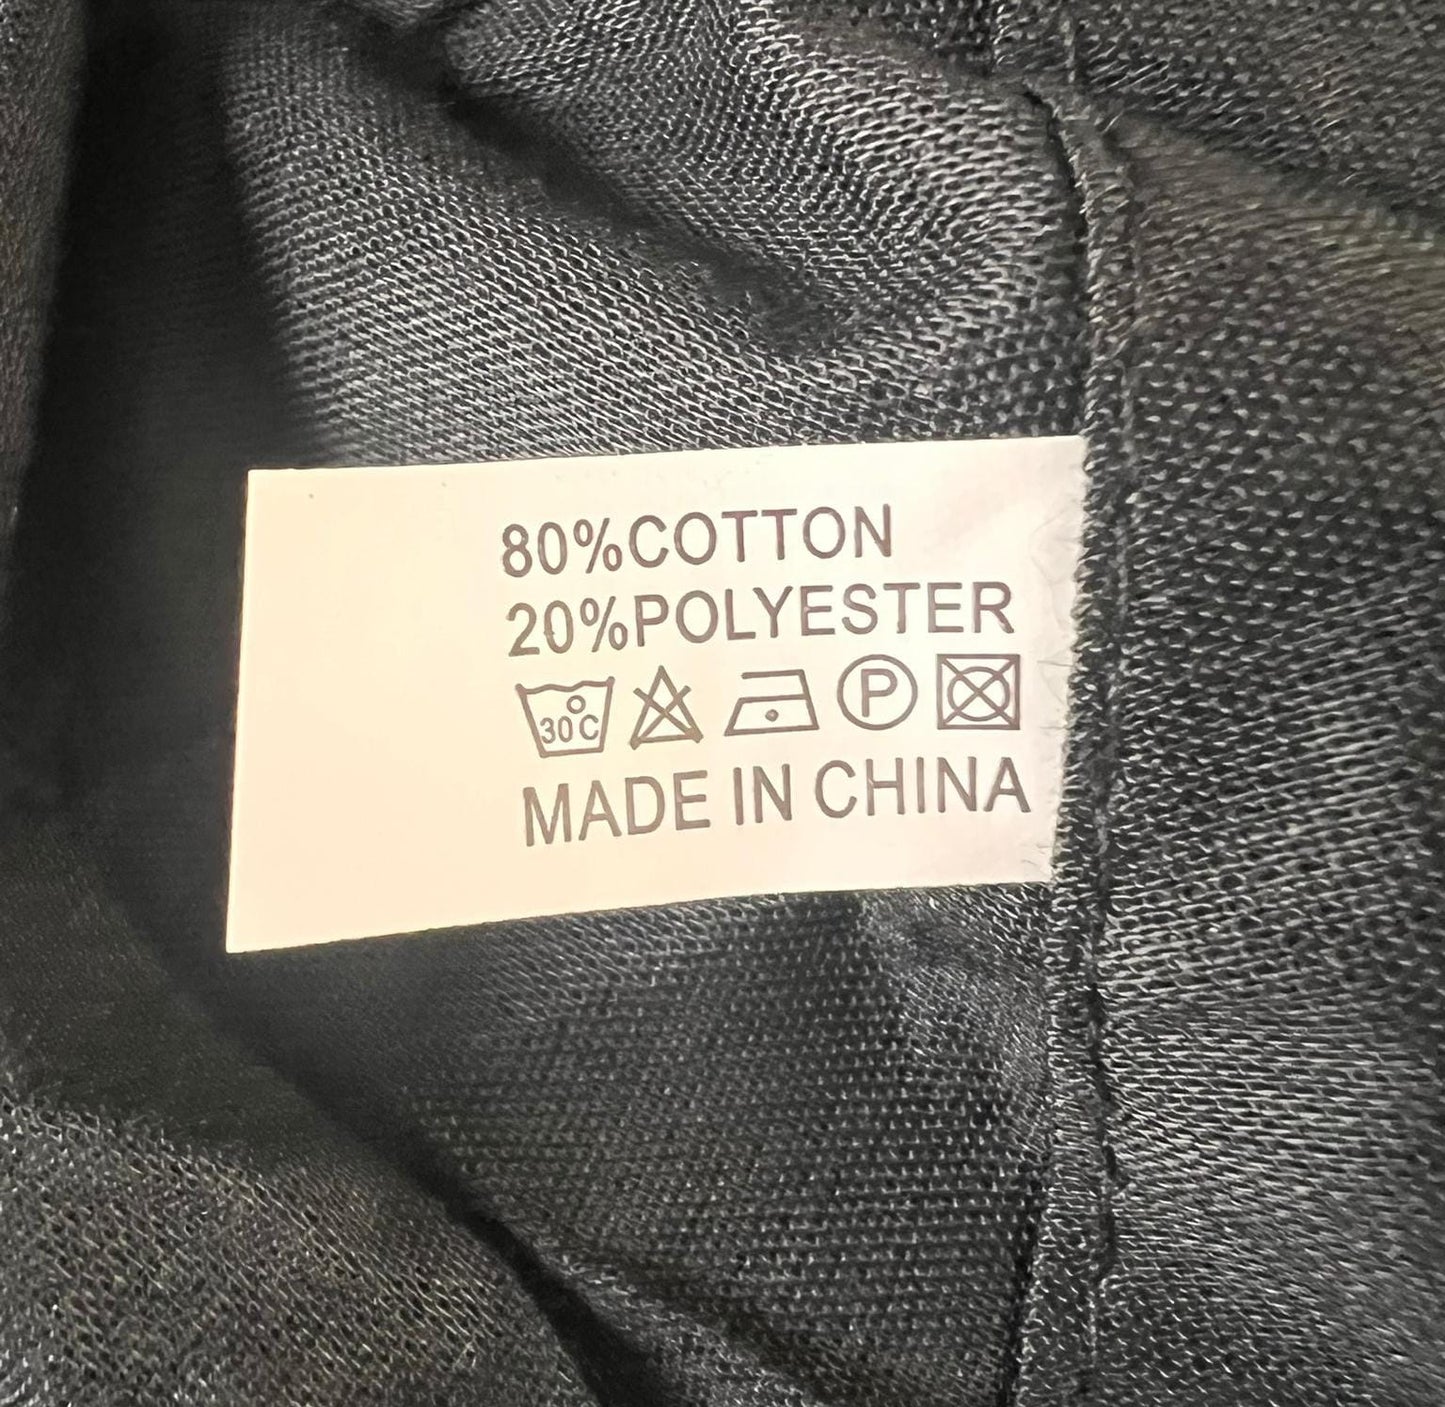 80%COTTON
20%POLYESTER
30°C P
MADE IN CHINA